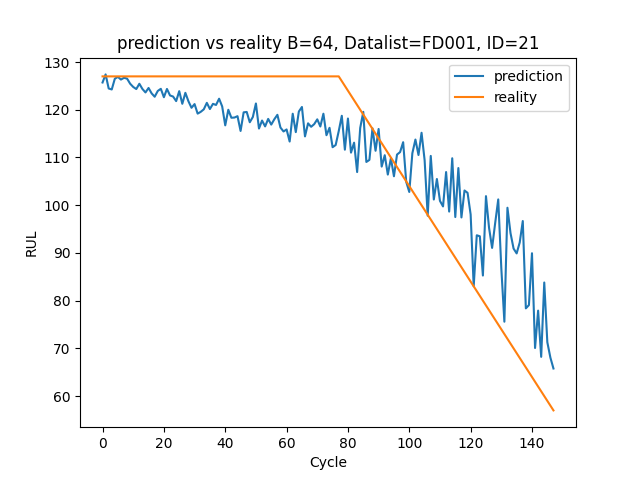 prediction vs reality B=64, Datalist=FD001, ID=21
prediction
reality
RUL
130
120
110
100
90
80
70
60
0 20 40 60 80 100 120 140
Cycle